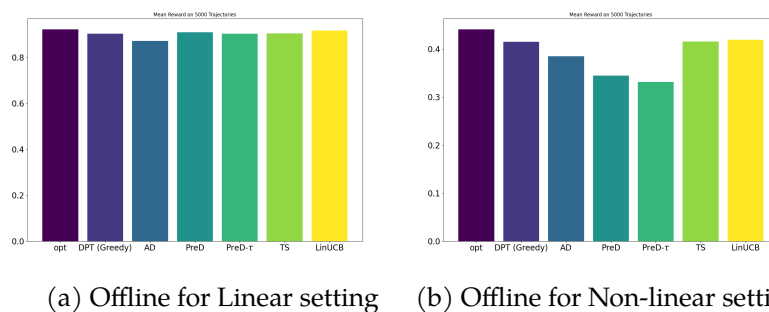 Mean Reward on 5000 Trajectories
0.8
0.6
0.4
0.2
0.0
opt DPT (Greedy) AD PreD PreD-τ TS LinUCB
(a) Offline for Linear setting
Mean Reward on 5000 Trajectories
0.4
0.3
0.2
0.1
0.0
opt DPT (Greedy) AD PreD PreD-τ TS LinUCB
(b) Offline for Non-linear setti